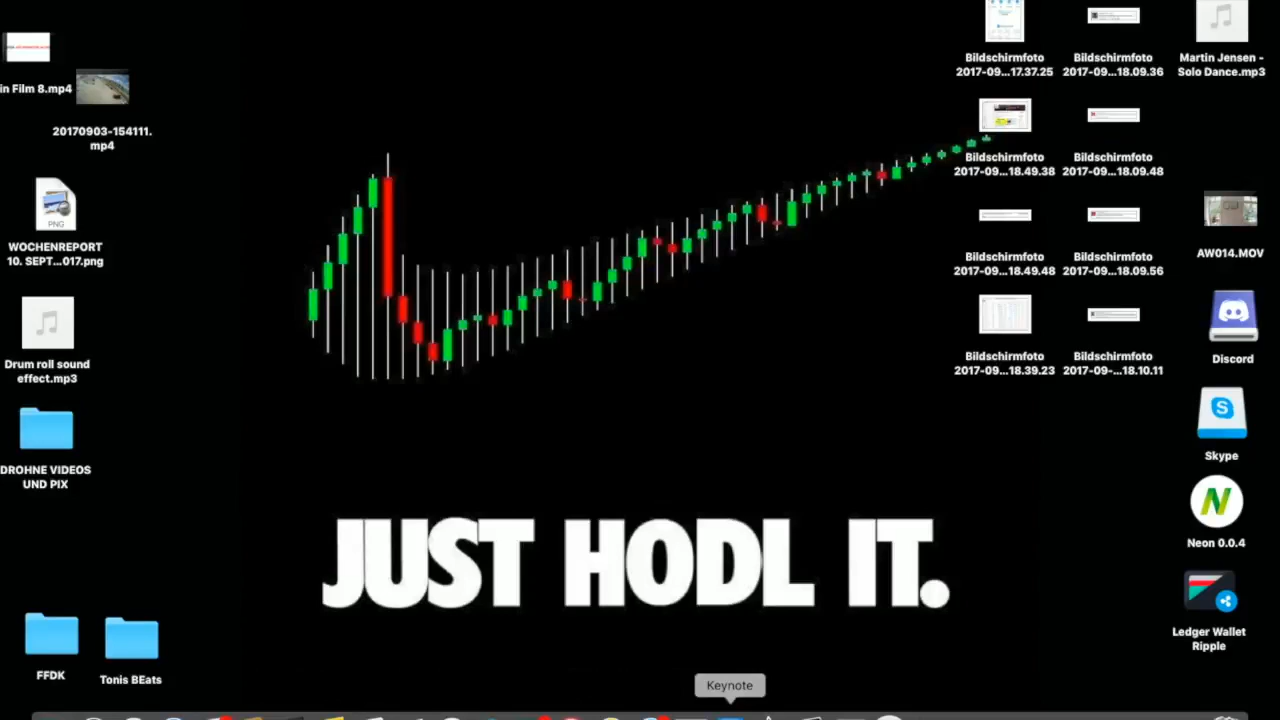 in Film 8.mp4
20170903-154111.
mp4
PNG
WOCHENREPORT
10. SEPT...017.png
Drum roll sound
effect.mp3
DROHNE VIDEOS
UND PIX
FFDK
Tonis BEats
JUST HODL IT.
Keynote
Bildschirmfoto
2017-09...17.37.25
Bildschirmfoto
2017-09...18.09.36
Bildschirmfoto
2017-09...18.49.38
Bildschirmfoto
2017-09...18.09.48
Bildschirmfoto
2017-09...18.49.48
Bildschirmfoto
2017-09...18.09.56
Bildschirmfoto
2017-09...18.39.23
Bildschirmfoto
2017-09-...18.10.11
Martin Jensen -
Solo Dance.mp3
AW014.MOV
Discord
Skype
Neon 0.0.4
Ledger Wallet
Ripple